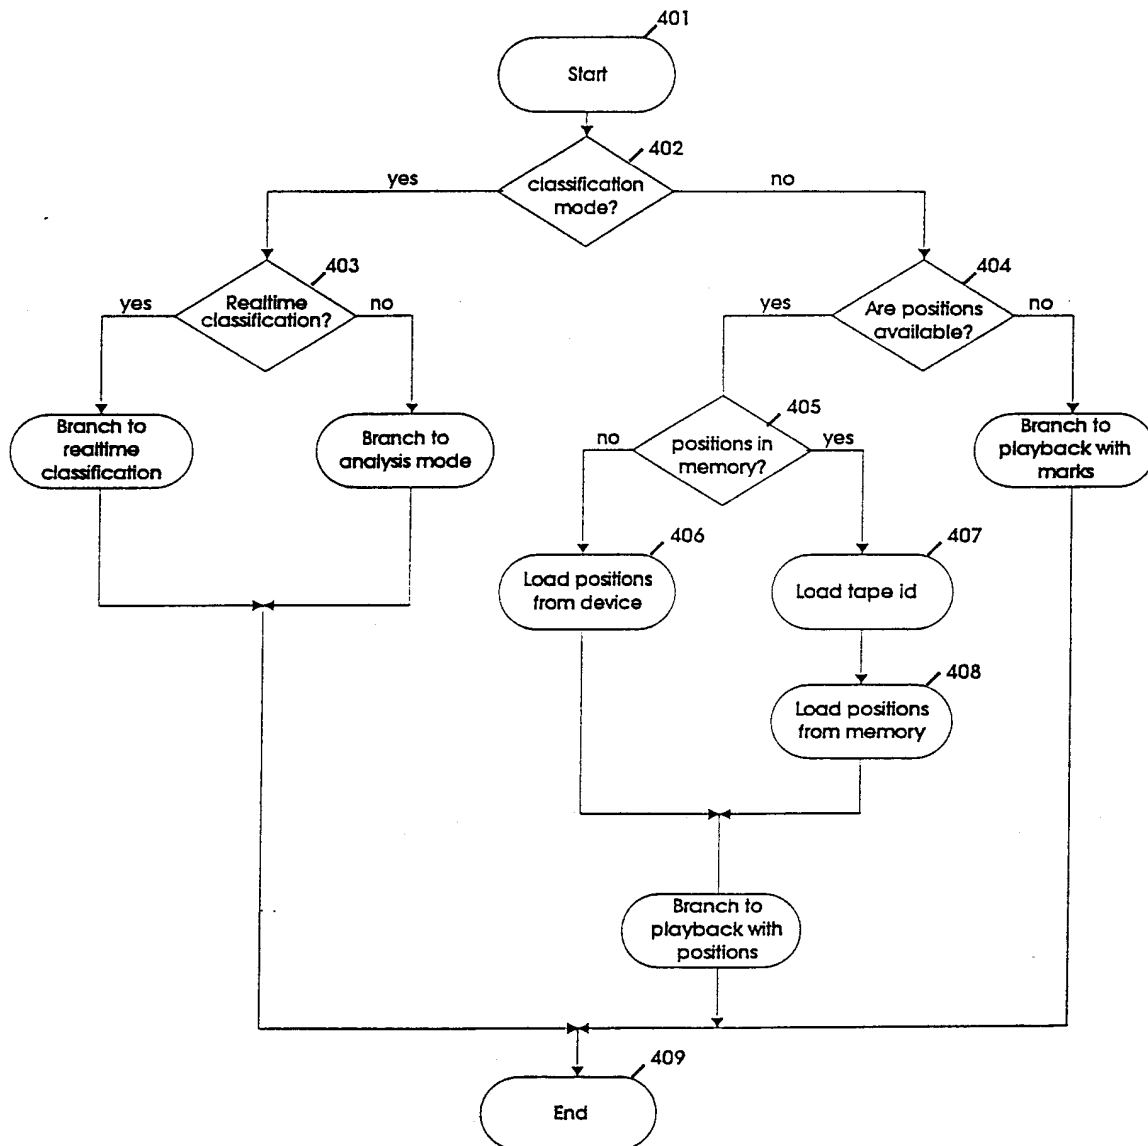 401
Start
402
classification
mode?
yes
no
403
Realtime
classification?
yes
no
404
Are positions
available?
yes
no
Branch to
realtime
classification
Branch to
analysis mode
405
positions in
memory?
no
yes
Branch to
playback with
marks
406
Load positions
from device
407
Load tape id
408
Load positions
from memory
Branch to
playback with
positions
409
End